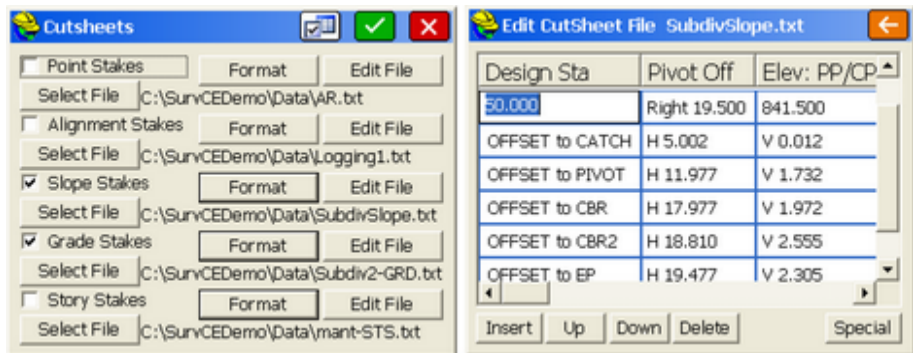 Cutsheets
Point Stakes Format Edit File
Select File C:\SurvCEDemo\Data\AR.txt
Alignment Stakes Format Edit File
Select File C:\SurvCEDemo\Data\Logging1.txt
Slope Stakes Format Edit File
Select File C:\SurvCEDemo\Data\SubdivSlope.txt
Grade Stakes Format Edit File
Select File C:\SurvCEDemo\Data\Subdiv2-GRD.txt
Story Stakes Format Edit File
Select File C:\SurvCEDemo\Data\mant-STS.txt
Edit CutSheet File SubdivSlope.txt
Design Sta Pivot Off Elev: PP/CP
50.000 Right 19.500 841.500
OFFSET to CATCH H 5.002 V 0.012
OFFSET to PIVOT H 11.977 V 1.732
OFFSET to CBR H 17.977 V 1.972
OFFSET to CBR2 H 18.810 V 2.555
OFFSET to EP H 19.477 V 2.305
Insert Up Down Delete Special